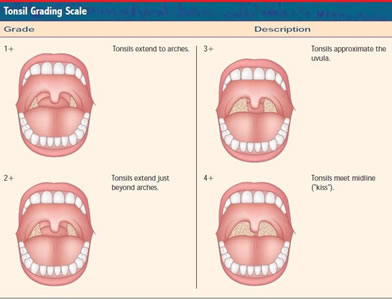 Tonsil Grading Scale
Grade
Description
1+
Tonsils extend to arches.
2+
Tonsils extend just
beyond arches.
3+
Tonsils approximate the
uvula.
4+
Tonsils meet midline
("kiss").